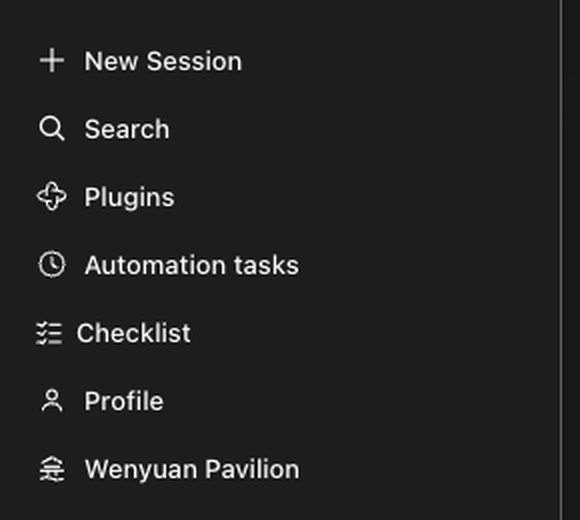 New Session
Search
Plugins
Automation tasks
Checklist
Profile
Wenyuan Pavilion